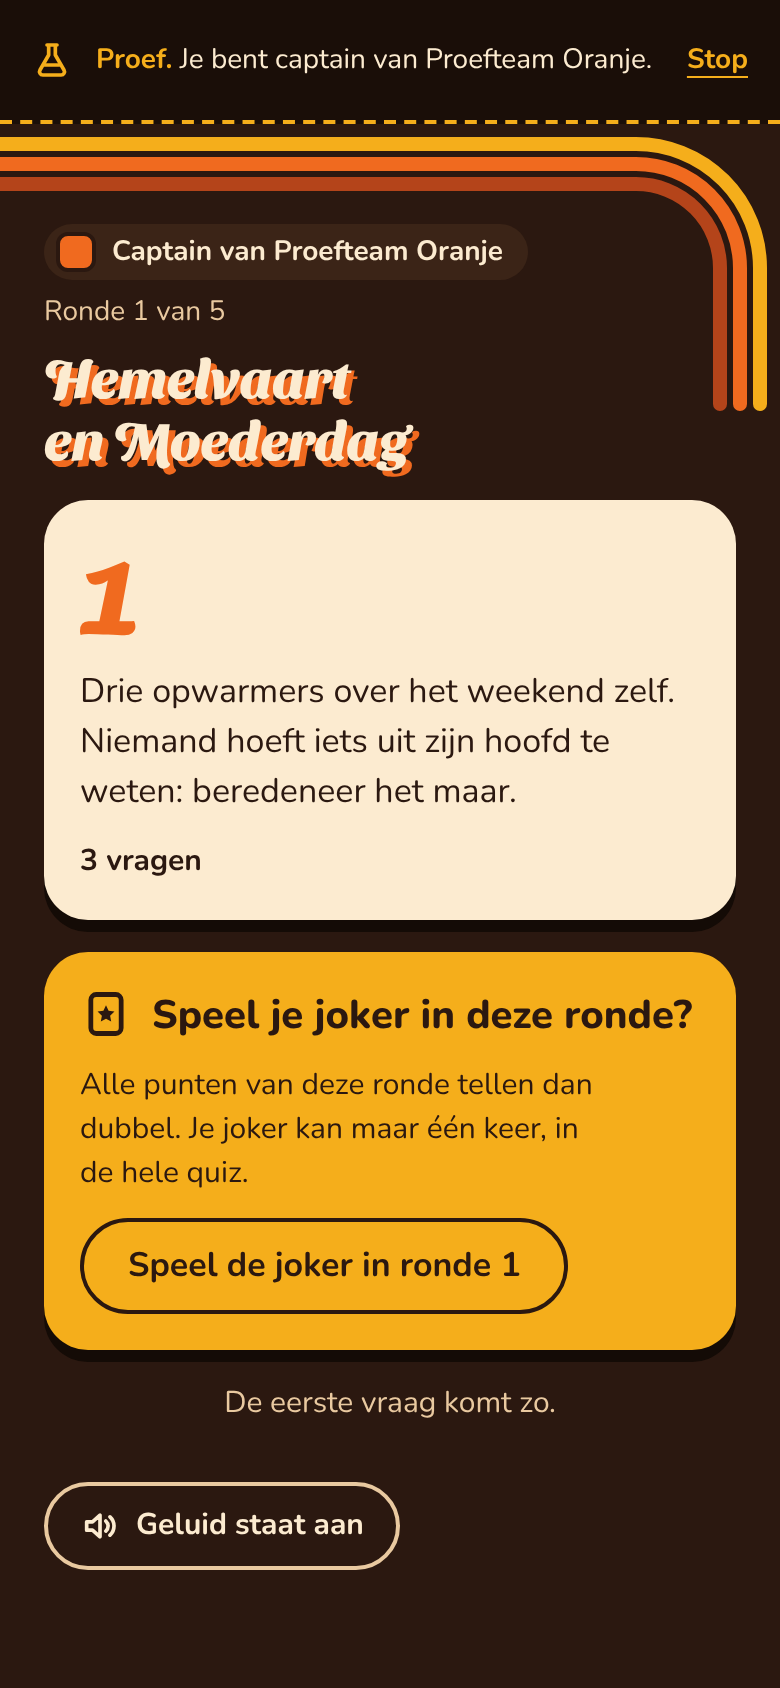 Proef. Je bent captain van Proefteam Oranje. Stop
Captain van Proefteam Oranje
Ronde 1 van 5
Hemelvaart
en Moederdag
1
Drie opwarmers over het weekend zelf.
Niemand hoeft iets uit zijn hoofd te
weten: beredeneer het maar.
3 vragen
Speel je joker in deze ronde?
Alle punten van deze ronde tellen dan
dubbel. Je joker kan maar één keer, in
de hele quiz.
Speel de joker in ronde 1
De eerste vraag komt zo.
Geluid staat aan